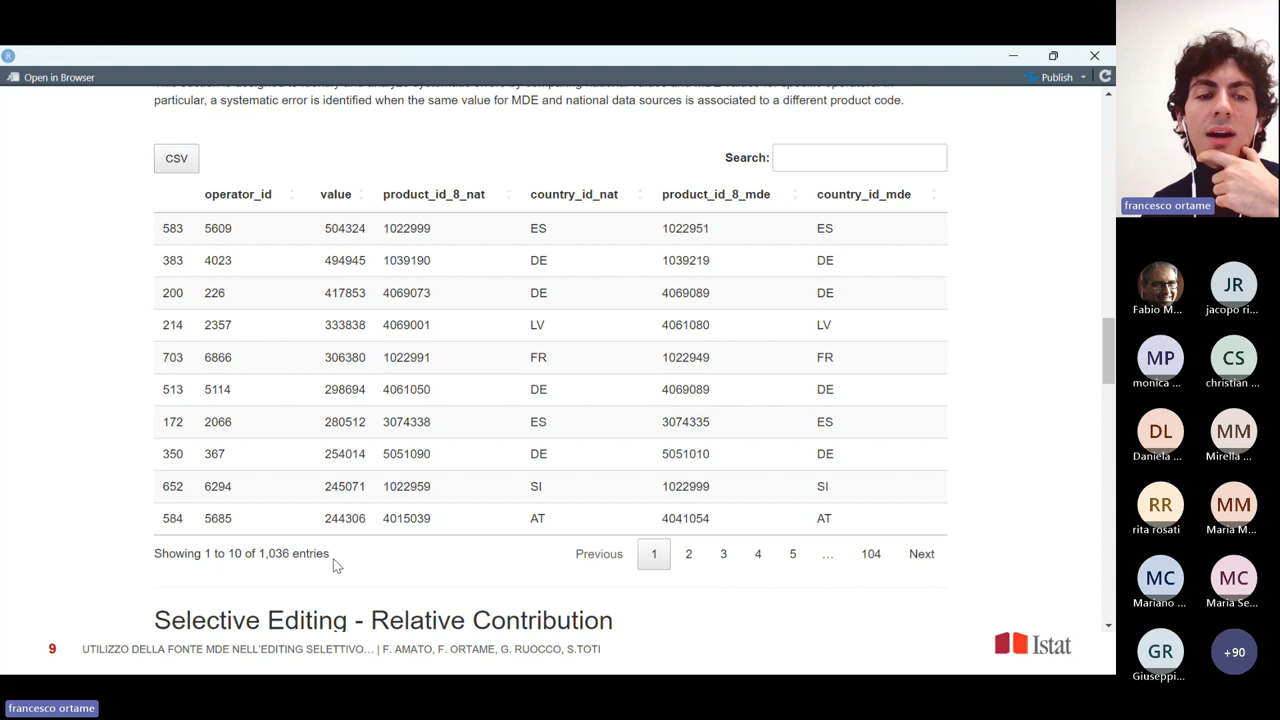 Open in Browser
Publish
particular, a systematic error is identified when the same value for MDE and national data sources is associated to a different product code.
CSV
Search:
operator_id value product_id_8_nat country_id_nat product_id_8_mde country_id_mde
583 5609 504324 1022999 ES 1022951 ES
383 4023 494945 1039190 DE 1039219 DE
200 226 417853 4069073 DE 4069089 DE
214 2357 333838 4069001 LV 4061080 LV
703 6866 306380 1022991 FR 1022949 FR
513 5114 298694 4061050 DE 4069089 DE
172 2066 280512 3074338 ES 3074335 ES
350 367 254014 5051090 DE 5051010 DE
652 6294 245071 1022959 SI 1022999 SI
584 5685 244306 4015039 AT 4041054 AT
Showing 1 to 10 of 1,036 entries
Previous 1 2 3 4 5 … 104 Next
Selective Editing - Relative Contribution
9 UTILIZZO DELLA FONTE MDE NELL'EDITING SELETTIVO… | F. AMATO, F. ORTAME, G. RUOCCO, S.TOTI
Istat
francesco ortame
francesco ortame
Fabio M...
JR
jacopo ri...
MP
monica ...
CS
christian ...
DL
Daniela ...
MM
Mirella ...
RR
rita rosati
MM
Maria M...
MC
Mariano ...
MC
Maria Se...
GR
Giuseppi...
+90